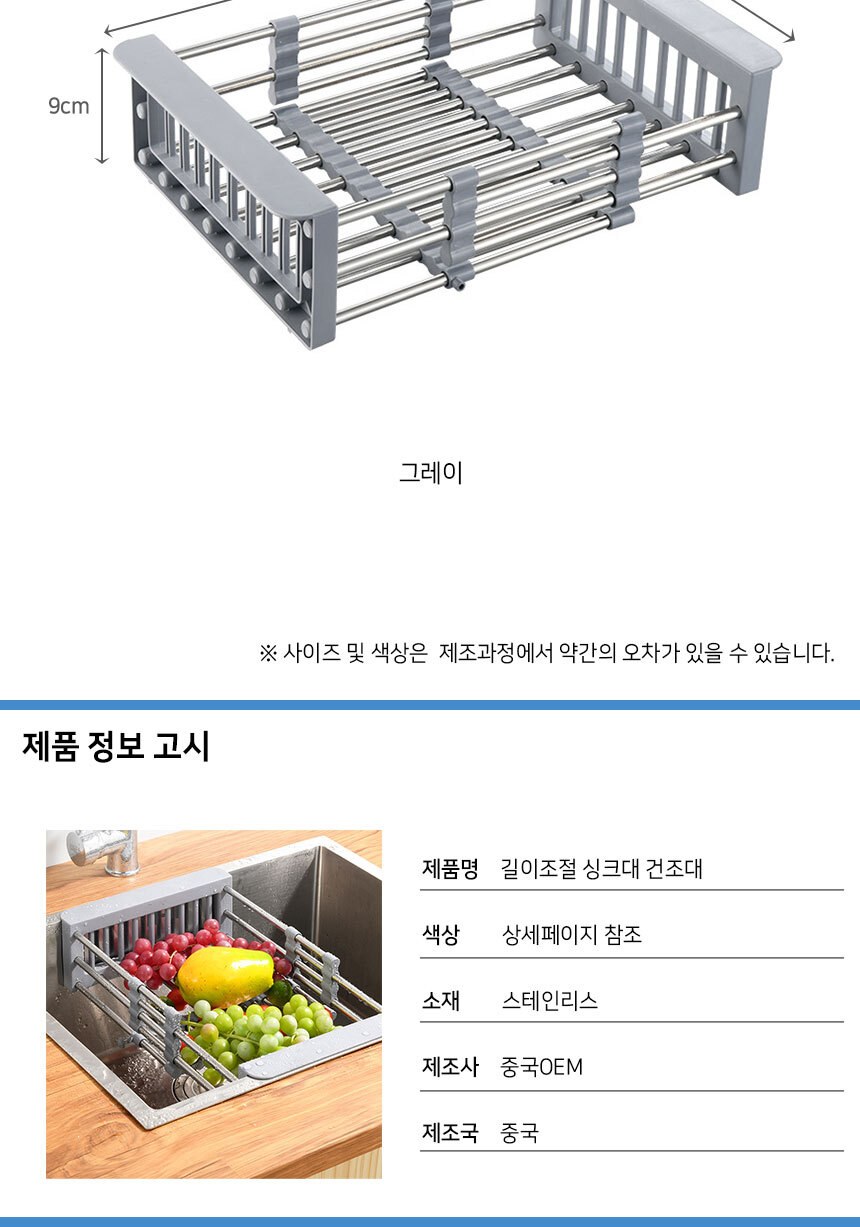 9cm
그레이
※ 사이즈 및 색상은 제조과정에서 약간의 오차가 있을 수 있습니다.
제품 정보 고시
제품명 길이조절 싱크대 건조대
색상 상세페이지 참조
소재 스테인리스
제조사 중국OEM
제조국 중국